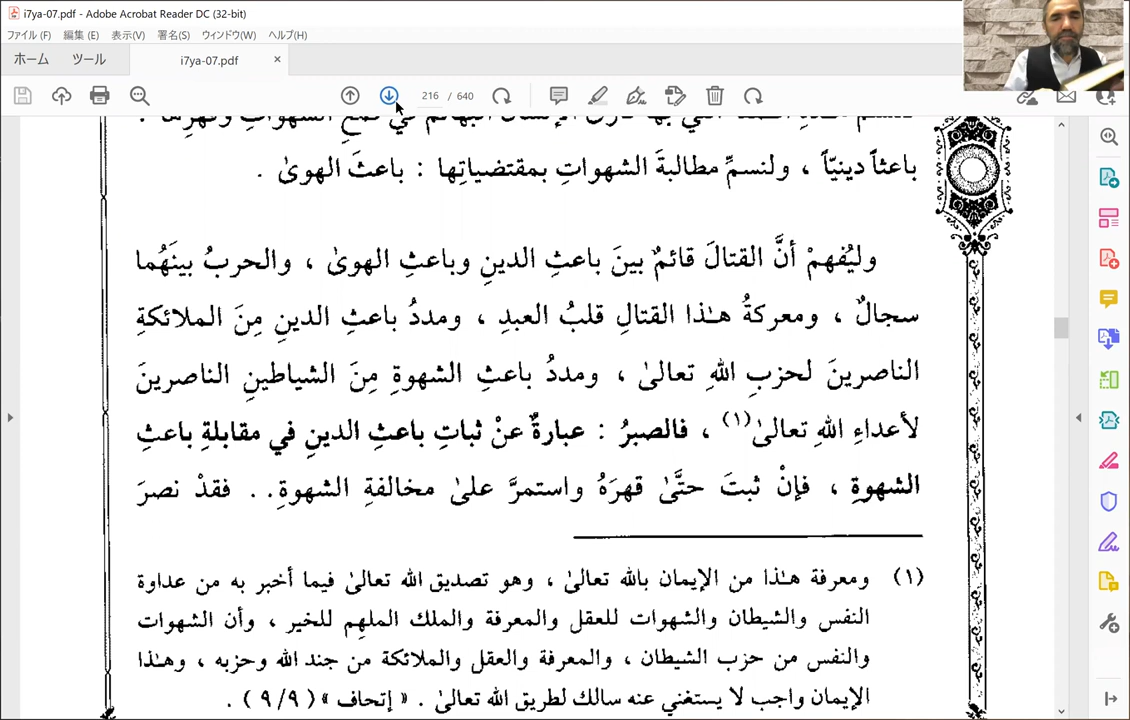 i7ya-07.pdf - Adobe Acrobat Reader DC (32-bit)
ファイル (F) 編集 (E) 表示(V) 署名(S) ウィンドウ(W) ヘルプ(H)
ホーム ツール i7ya-07.pdf ×
216 / 640
باعثاً دينيّاً ، ولنسمِّ مطالبةَ الشهواتِ بمقتضياتِها : باعثَ الهوىٰ .
وليُفهمْ أنَّ القتالَ قائمٌ بينَ باعثِ الدينِ وباعثِ الهوىٰ ، والحربُ بينَهُما
سجالٌ ، ومعركةُ هـٰذا القتالِ قلبُ العبدِ ، ومددُ باعثِ الدينِ مِنَ الملائكةِ
الناصرينَ لحزبِ اللهِ تعالىٰ ، ومددُ باعثِ الشهوةِ مِنَ الشياطينِ الناصرينَ
لأعداءِ اللهِ تعالىٰ(١) ، فالصبرُ : عبارةٌ عنْ ثباتِ باعثِ الدينِ في مقابلةِ باعثِ
الشهوةِ ، فإنْ ثبتَ حتَّىٰ قهرَهُ واستمرَّ علىٰ مخالفةِ الشهوةِ.. فقدْ نصرَ
(١) ومعرفة هـٰذا من الإيمان بالله تعالىٰ ، وهو تصديق الله تعالىٰ فيما أخبر به من عداوة
النفس والشيطان والشهوات للعقل والمعرفة والملك الملهِم للخير ، وأن الشهوات
والنفس من حزب الشيطان ، والمعرفة والعقل والملائكة من جند الله وحزبه ، وهـٰذا
الإيمان واجب لا يستغني عنه سالك لطريق الله تعالىٰ . « إتحاف » ( ٩/٩ ) .